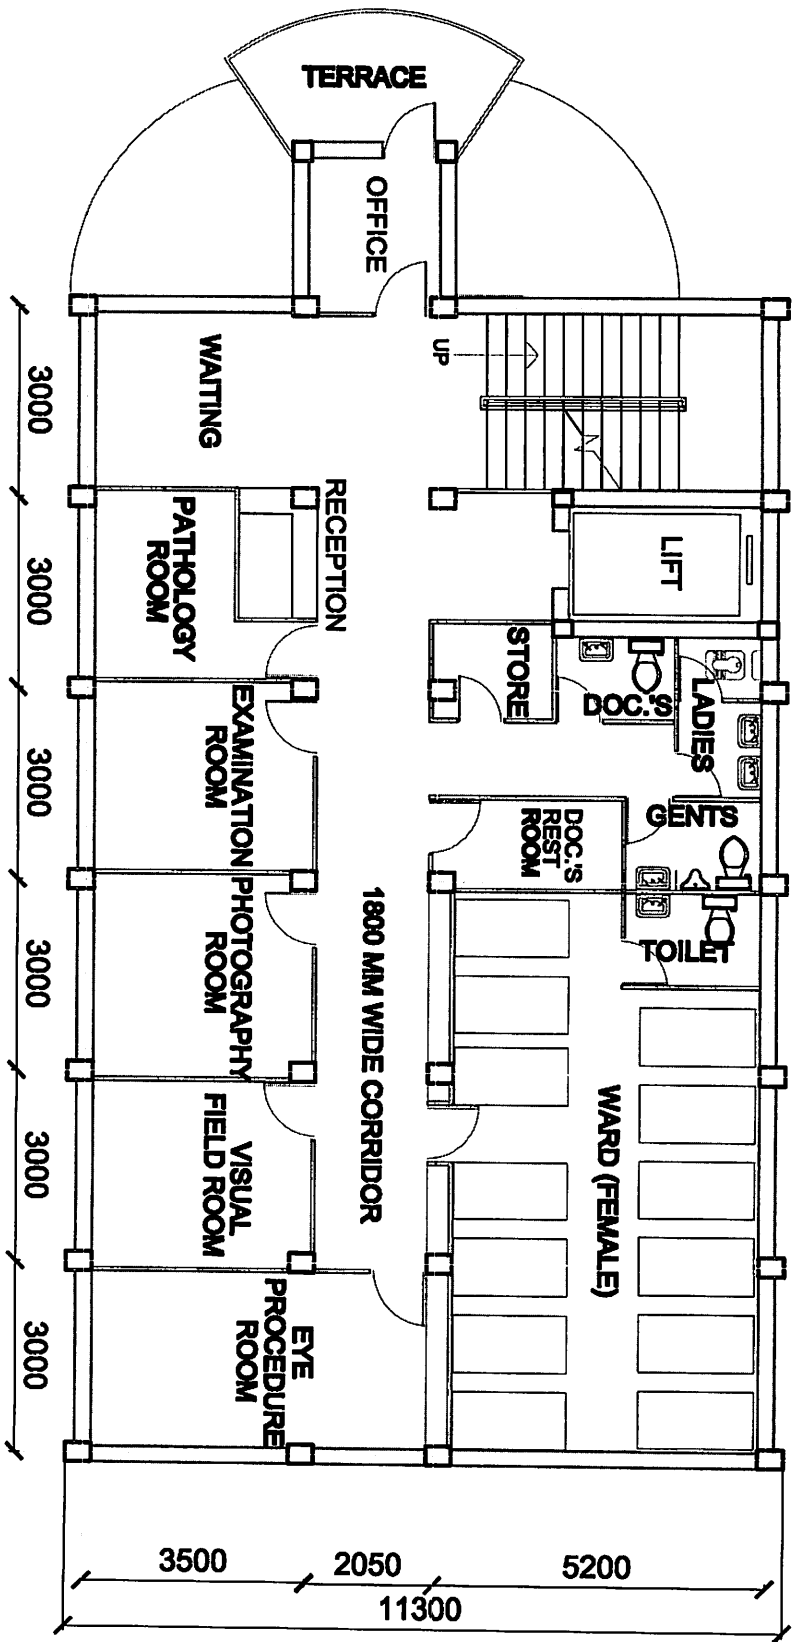 TERRACE
OFFICE
UP
WAITING
RECEPTION
PATHOLOGY
ROOM
LIFT
STORE
DOC.'S
LADIES
EXAMINATION
ROOM
GENTS
DOC.'S
REST
ROOM
1800 MM WIDE CORRIDOR
PHOTOGRAPHY
ROOM
TOILET
WARD (FEMALE)
VISUAL
FIELD ROOM
EYE
PROCEDURE
ROOM
3000
3000
3000
3000
3000
3000
3500
2050
5200
11300